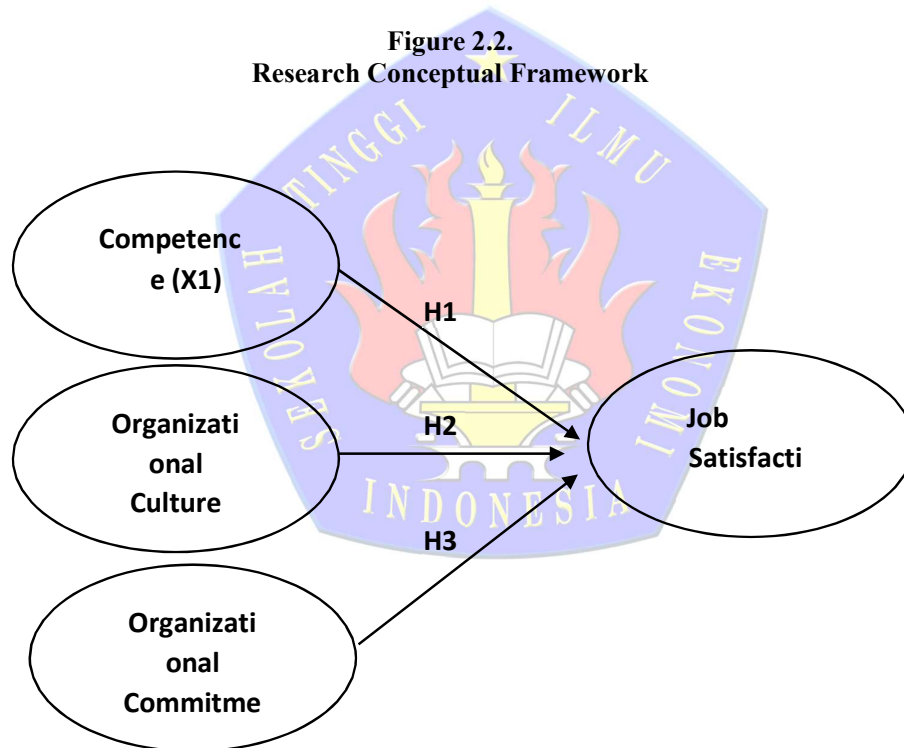 Figure 2.2.
Research Conceptual Framework
SEKOLAH TINGGI ILMU EKONOMI
INDONESIA
Competenc
e (X1)
H1
Organizati
onal
Culture
H2
Job
Satisfacti
H3
Organizati
onal
Commitme